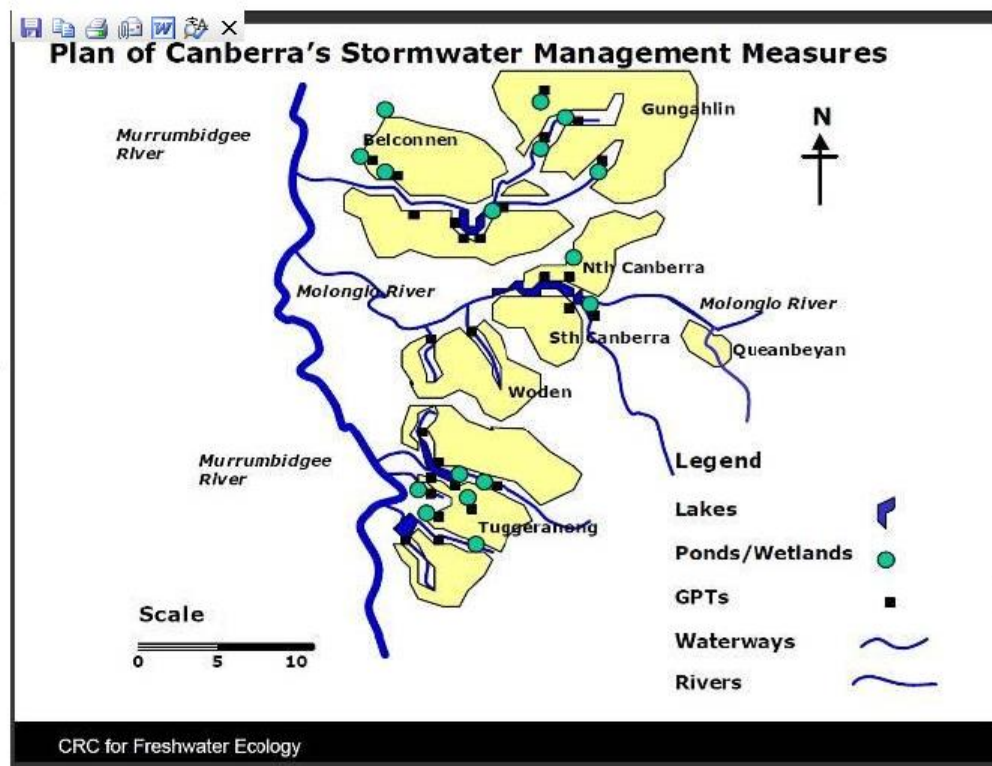 Plan of Canberra's Stormwater Management Measures
Murrumbidgee
River
Belconnen
Gungahlin
N
Nth Canberra
Molonglo River
Molonglo River
Sth Canberra
Queanbeyan
Woden
Murrumbidgee
River
Tuggeranong
Legend
Lakes
Ponds/Wetlands
GPTs
Waterways
Rivers
Scale
0 5 10
CRC for Freshwater Ecology